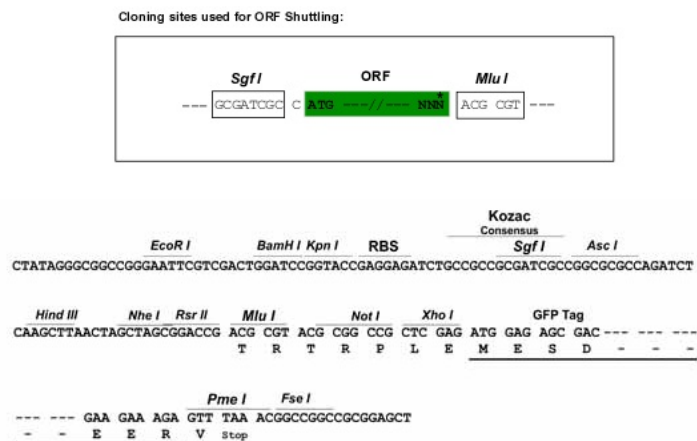 Cloning sites used for ORF Shuttling:
Sgf I ORF Mlu I
--- GCGATCGC C ATG ---//--- NNN* ACG CGT ---
Kozac
Consensus
EcoR I BamH I Kpn I RBS Sgf I Asc I
CTATAGGGCGGCCGGGAATTCGTCGACTGGATCCGGTACCGAGGAGATCTGCCGCCGCGATCGCCGGCGCGCCAGATCT
Hind III Nhe I Rsr II Mlu I Not I Xho I GFP Tag
CAAGCTTAACTAGCTAGCGGACCG ACG CGT ACG CGG CCG CTC GAG ATG GAG AGC GAC--- --- ---
T R T R P L E M E S D - - -
Pme I Fse I
--- --- GAA GAA AGA GTT TAA ACGGCCGGCCGCGGAGCT
- - E E R V Stop